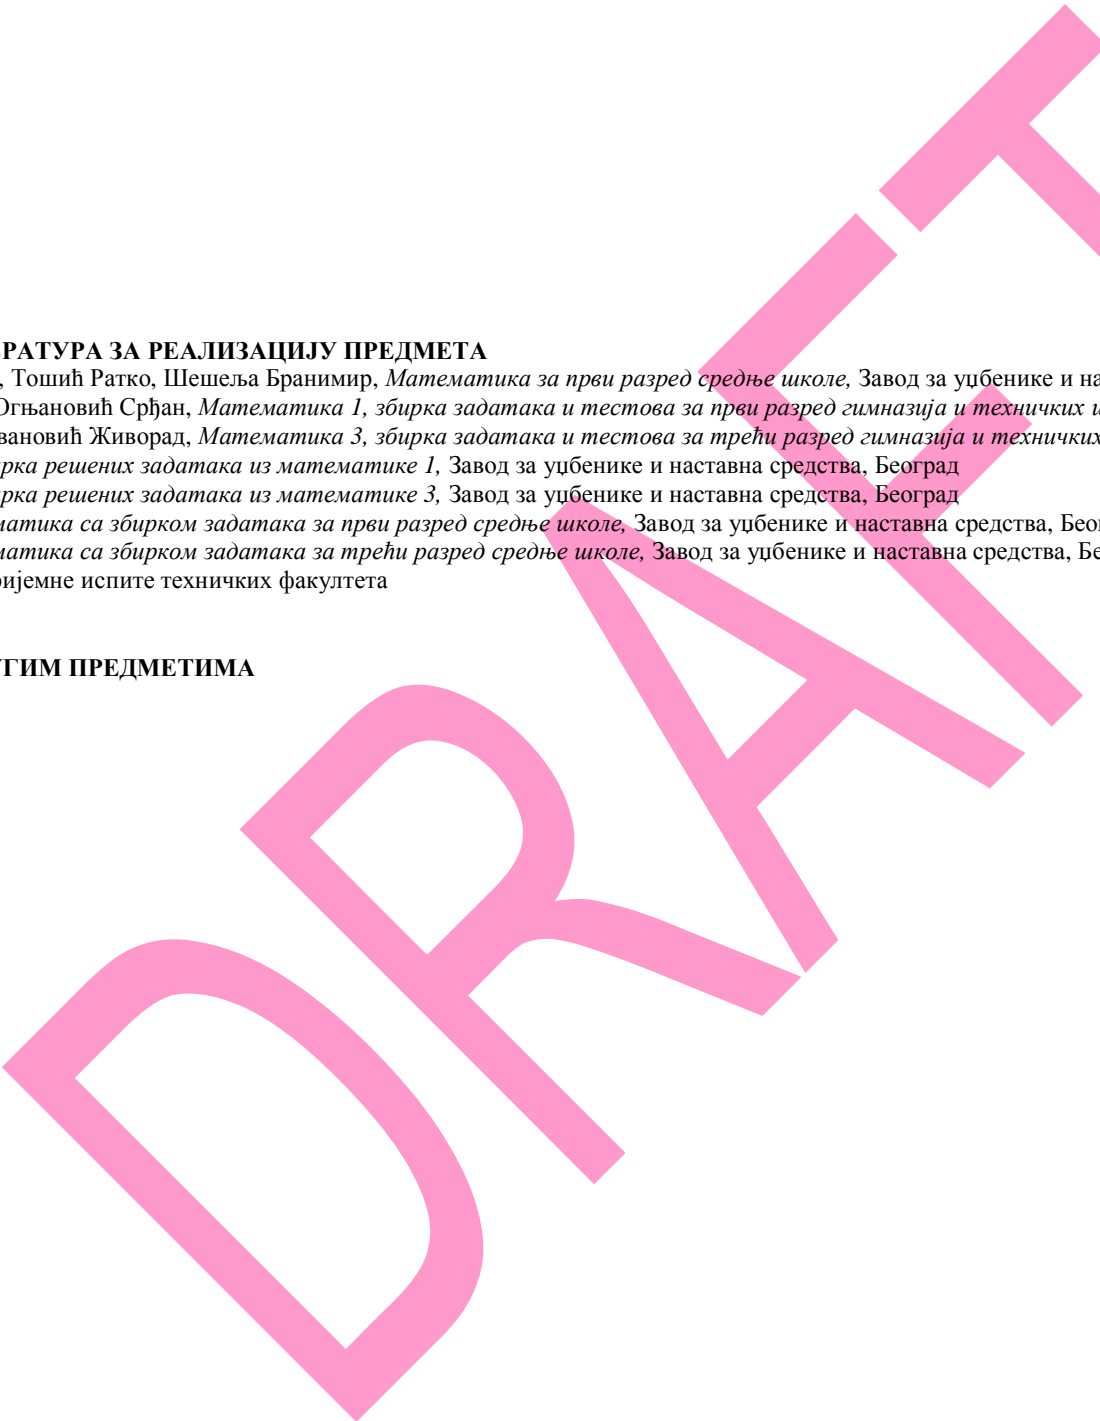 РАТУРА ЗА РЕАЛИЗАЦИЈУ ПРЕДМЕТА
, Тошић Ратко, Шешеља Бранимир, Математика за први разред средње школе, Завод за уџбенике и на
Огњановић Срђан, Математика 1, збирка задатака и тестова за први разред гимназија и техничких и
вановић Живорад, Математика 3, збирка задатака и тестова за трећи разред гимназија и техничких
рка решених задатака из математике 1, Завод за уџбенике и наставна средства, Београд
рка решених задатака из математике 3, Завод за уџбенике и наставна средства, Београд
матика са збирком задатака за први разред средње школе, Завод за уџбенике и наставна средства, Беог
матика са збирком задатака за трећи разред средње школе, Завод за уџбенике и наставна средства, Бе
ријемне испите техничких факултета
УГИМ ПРЕДМЕТИМА
DRAFT